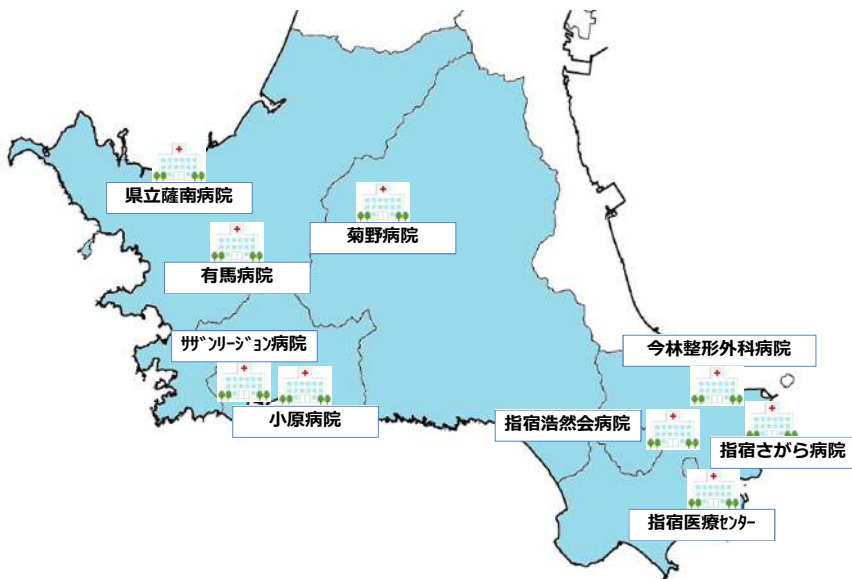 県立薩南病院
菊野病院
有馬病院
ｻｻﾞﾝﾘｰｼﾞｮﾝ病院
今林整形外科病院
小原病院
指宿浩然会病院
指宿さがら病院
指宿医療ｾﾝﾀｰ